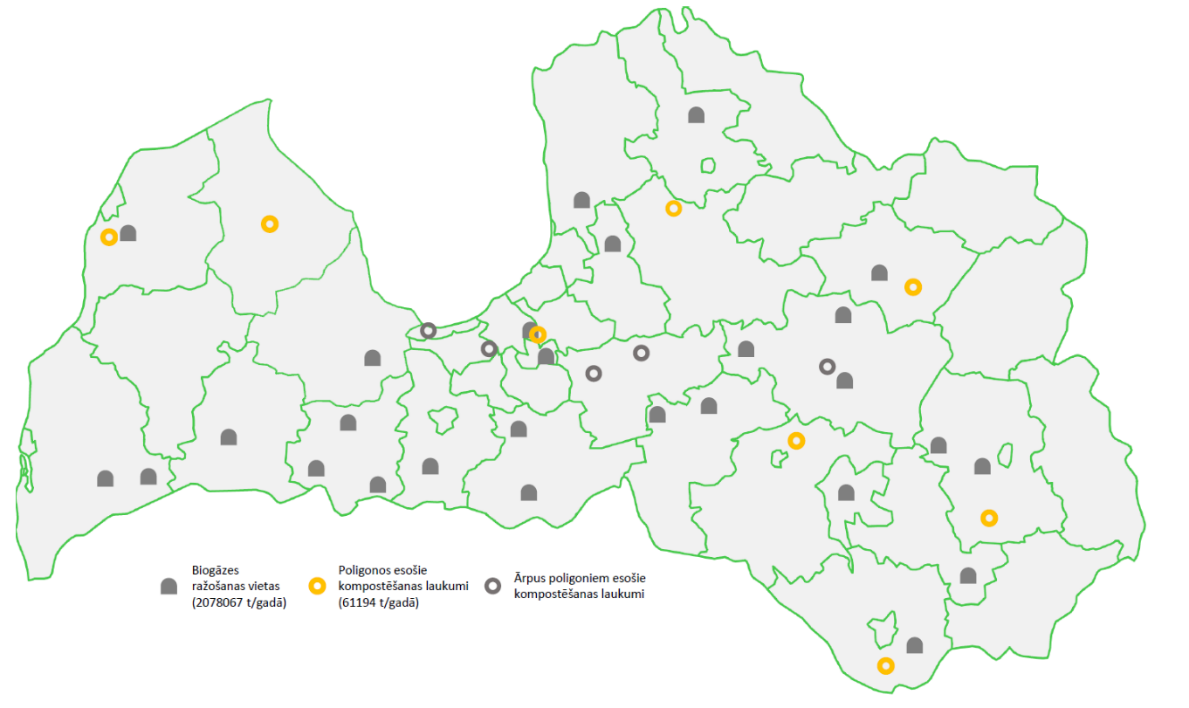 Biogāzes
ražošanas vietas
(2078067 t/gadā)
Poligonos esošie
kompostēšanas laukumi
(61194 t/gadā)
Ārpus poligoniem esošie
kompostēšanas laukumi